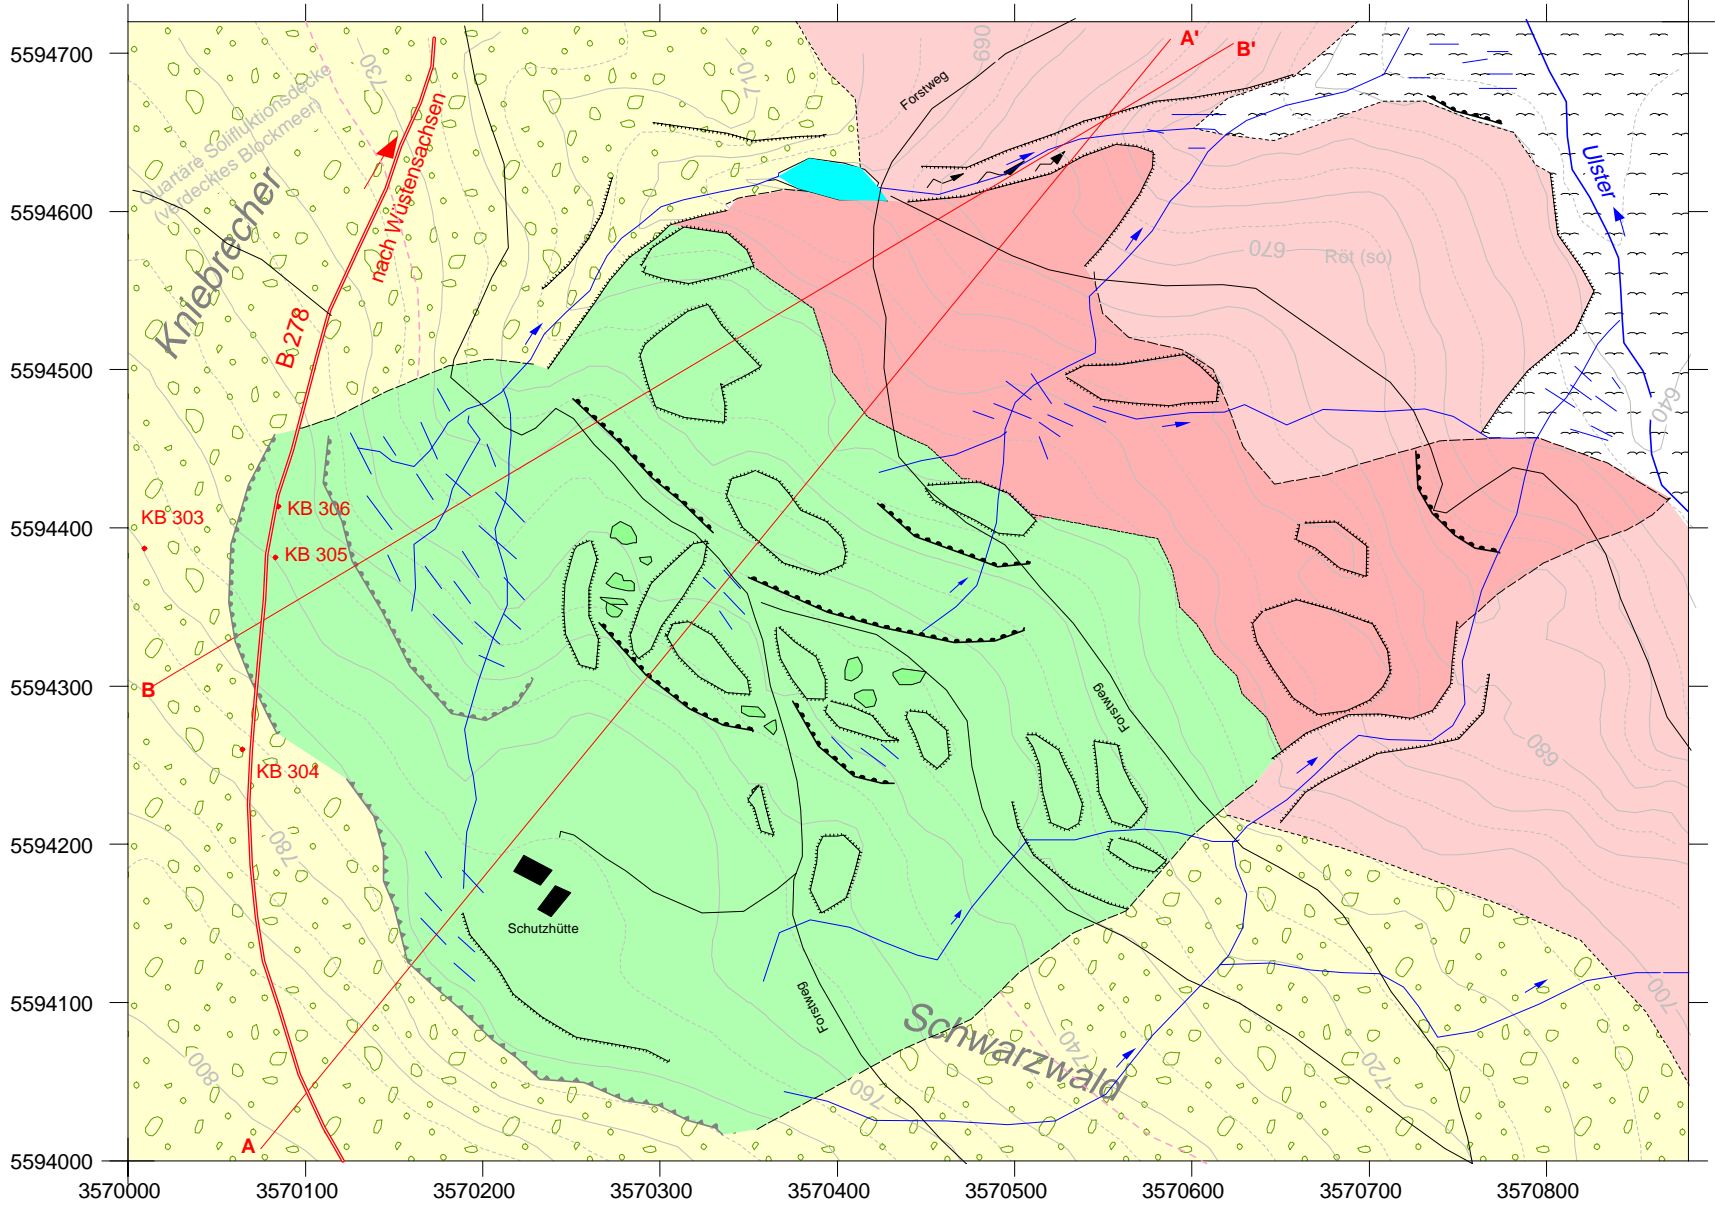 5594700
5594600
5594500
5594400
5594300
5594200
5594100
5594000
3570000
3570100
3570200
3570300
3570400
3570500
3570600
3570700
3570800
730
710
690
A'
B'
Forstweg
Quartäre Solifluktionsdecke
(verdecktes Blockmeer)
Kniebrecher
nach Wüstensachsen
B 278
Ulster
670
Röt (so)
640
KB 303
KB 306
KB 305
B
KB 304
780
Forstweg
680
Schutzhütte
Forstweg
Schwarzwald
700
740
720
760
800
A